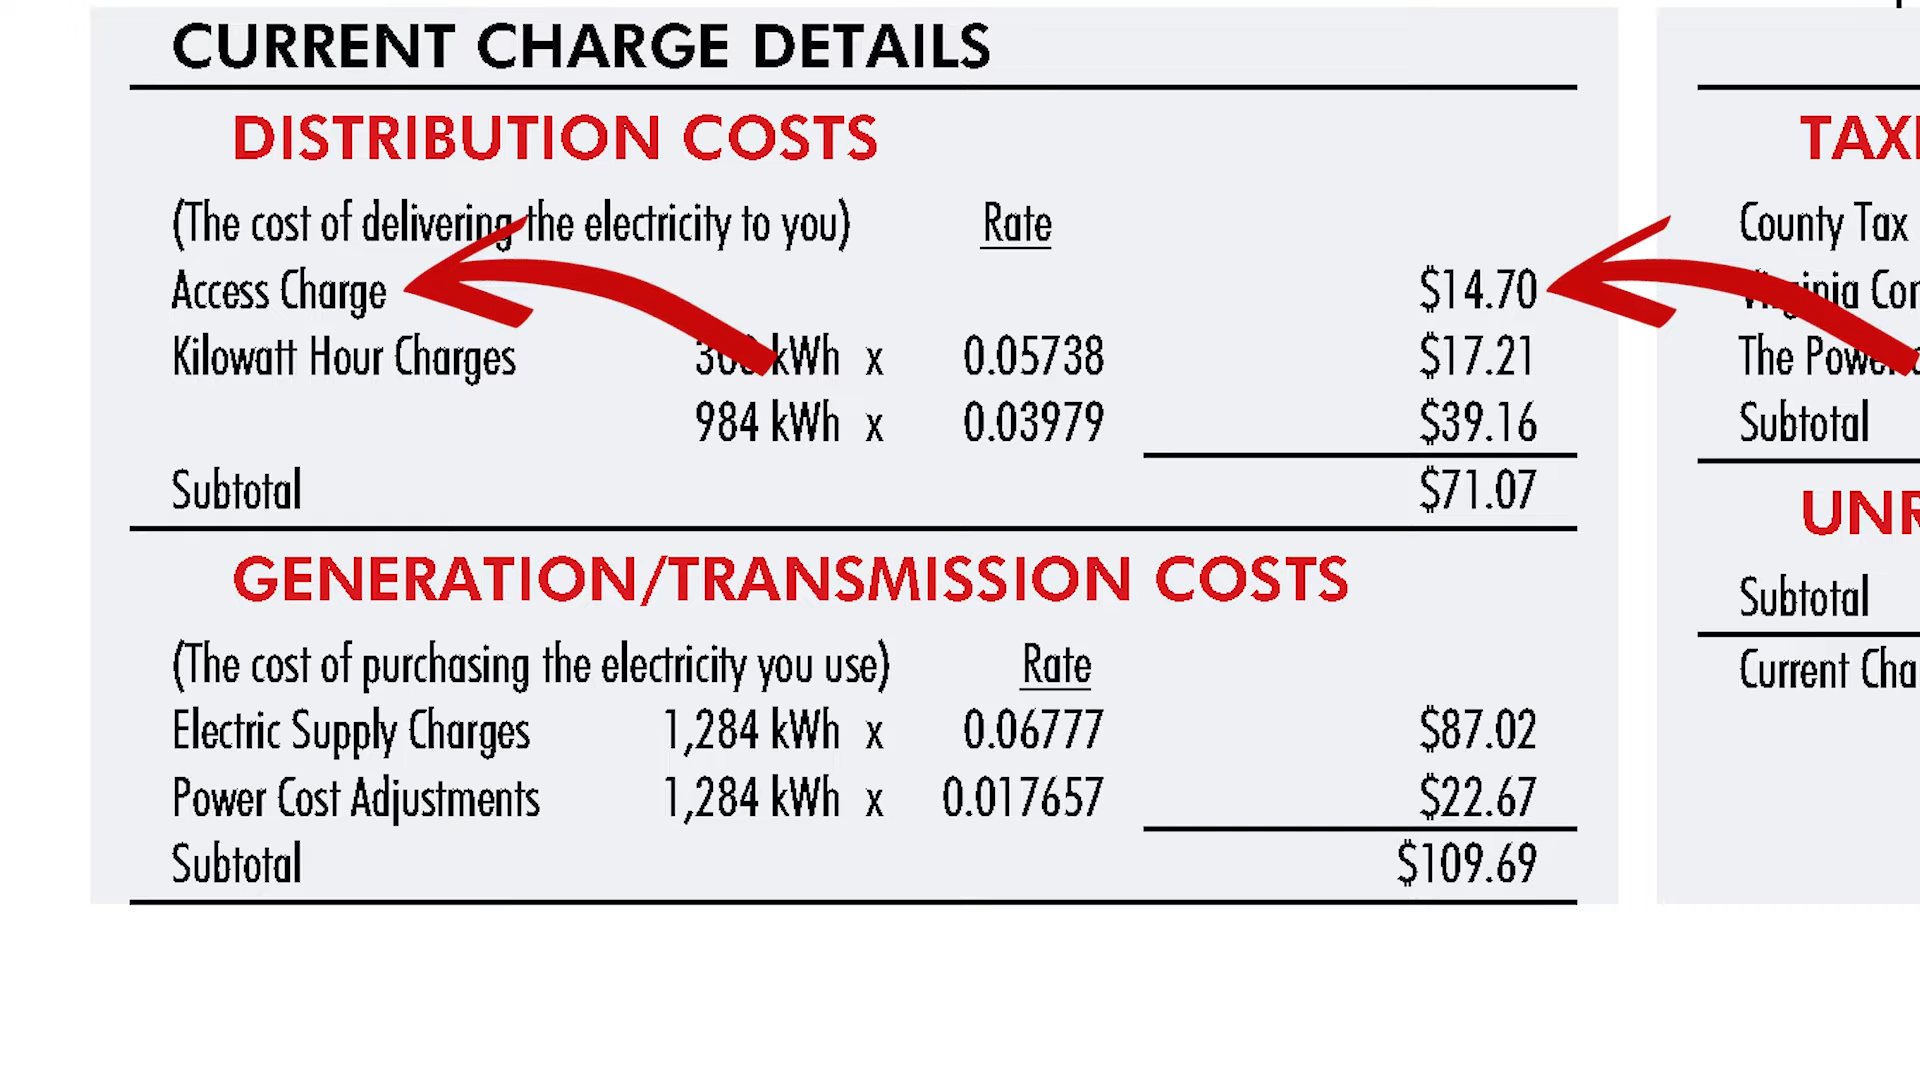 CURRENT CHARGE DETAILS
DISTRIBUTION COSTS
(The cost of delivering the electricity to you) Rate
Access Charge $14.70
Kilowatt Hour Charges kWh x 0.05738 $17.21
984 kWh x 0.03979 $39.16
Subtotal $71.07
GENERATION/TRANSMISSION COSTS
(The cost of purchasing the electricity you use) Rate
Electric Supply Charges 1,284 kWh x 0.06777 $87.02
Power Cost Adjustments 1,284 kWh x 0.017657 $22.67
Subtotal $109.69
County Tax
The
Subtotal
Subtotal
Current